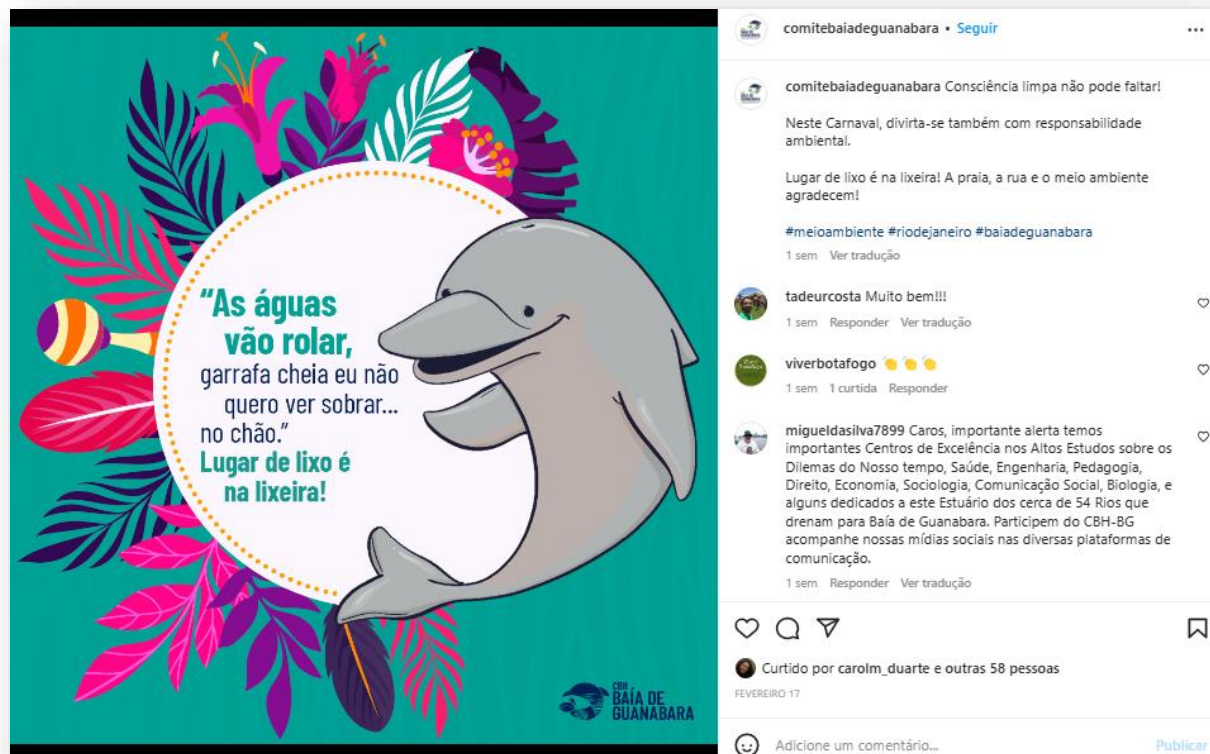 "As águas
vão rolar,
garrafa cheia eu não
quero ver sobrar...
no chão."
Lugar de lixo é
na lixeira!
CBH
BAÍA DE
GUANABARA
comitebaiadeguanabara • Seguir
comitebaiadeguanabara Consciência limpa não pode faltar!
Neste Carnaval, divirta-se também com responsabilidade
ambiental.
Lugar de lixo é na lixeira! A praia, a rua e o meio ambiente
agradecem!
#meioambiente #riodejaneiro #baiadeguanabara
1 sem Ver tradução
tadeurcosta Muito bem!!!
1 sem Responder Ver tradução
viverbotafogo 👏 👏 👏
1 sem 1 curtida Responder
migueldasilva7899 Caros, importante alerta temos
importantes Centros de Excelência nos Altos Estudos sobre os
Dilemas do Nosso tempo, Saúde, Engenharia, Pedagogia,
Direito, Economia, Sociologia, Comunicação Social, Biologia, e
alguns dedicados a este Estuário dos cerca de 54 Rios que
drenam para Baía de Guanabara. Participem do CBH-BG
acompanhe nossas mídias sociais nas diversas plataformas de
comunicação.
1 sem Responder Ver tradução
Curtido por carolm_duarte e outras 58 pessoas
FEVEREIRO 17
Adicione um comentário... Publicar